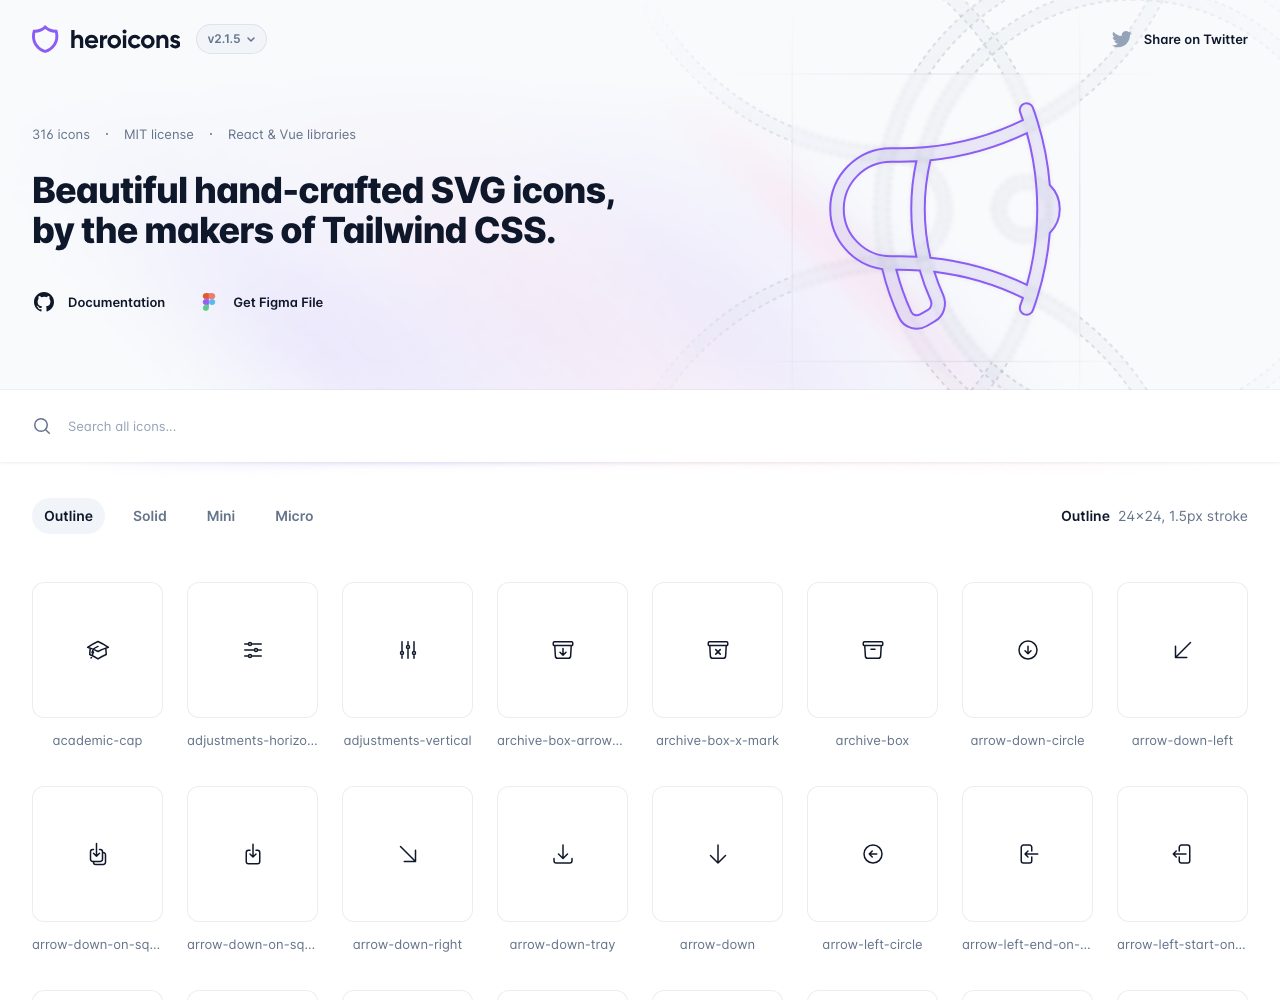 heroicons
v2.1.5
Share on Twitter
316 icons · MIT license · React & Vue libraries
Beautiful hand-crafted SVG icons,
by the makers of Tailwind CSS.
Documentation
Get Figma File
Search all icons...
Outline
Solid
Mini
Micro
Outline 24×24, 1.5px stroke
academic-cap
adjustments-horizo...
adjustments-vertical
archive-box-arrow...
archive-box-x-mark
archive-box
arrow-down-circle
arrow-down-left
arrow-down-on-sq...
arrow-down-on-sq...
arrow-down-right
arrow-down-tray
arrow-down
arrow-left-circle
arrow-left-end-on-...
arrow-left-start-on...